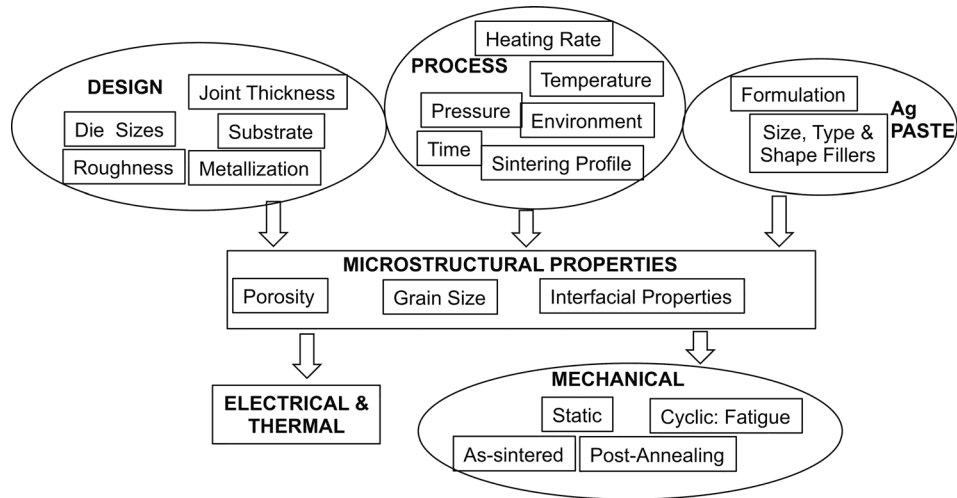 DESIGN
Joint Thickness
Die Sizes
Substrate
Roughness
Metallization
PROCESS
Heating Rate
Temperature
Pressure
Environment
Time
Sintering Profile
Formulation
Ag
PASTE
Size, Type &
Shape Fillers
MICROSTRUCTURAL PROPERTIES
Porosity
Grain Size
Interfacial Properties
ELECTRICAL &
THERMAL
MECHANICAL
Static
Cyclic: Fatigue
As-sintered
Post-Annealing